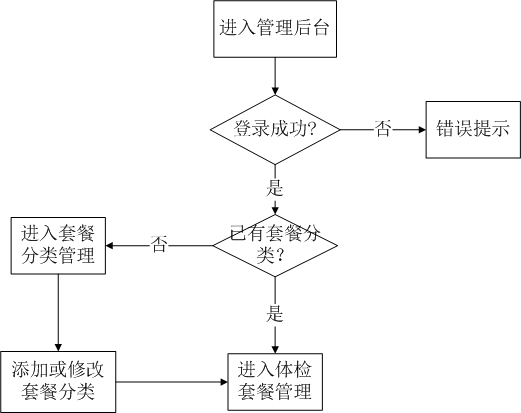 进入管理后台
登录成功?
否
错误提示
是
已有套餐分
类?
否
进入套餐
分类管理
是
添加或修改
套餐分类
进入体检
套餐管理